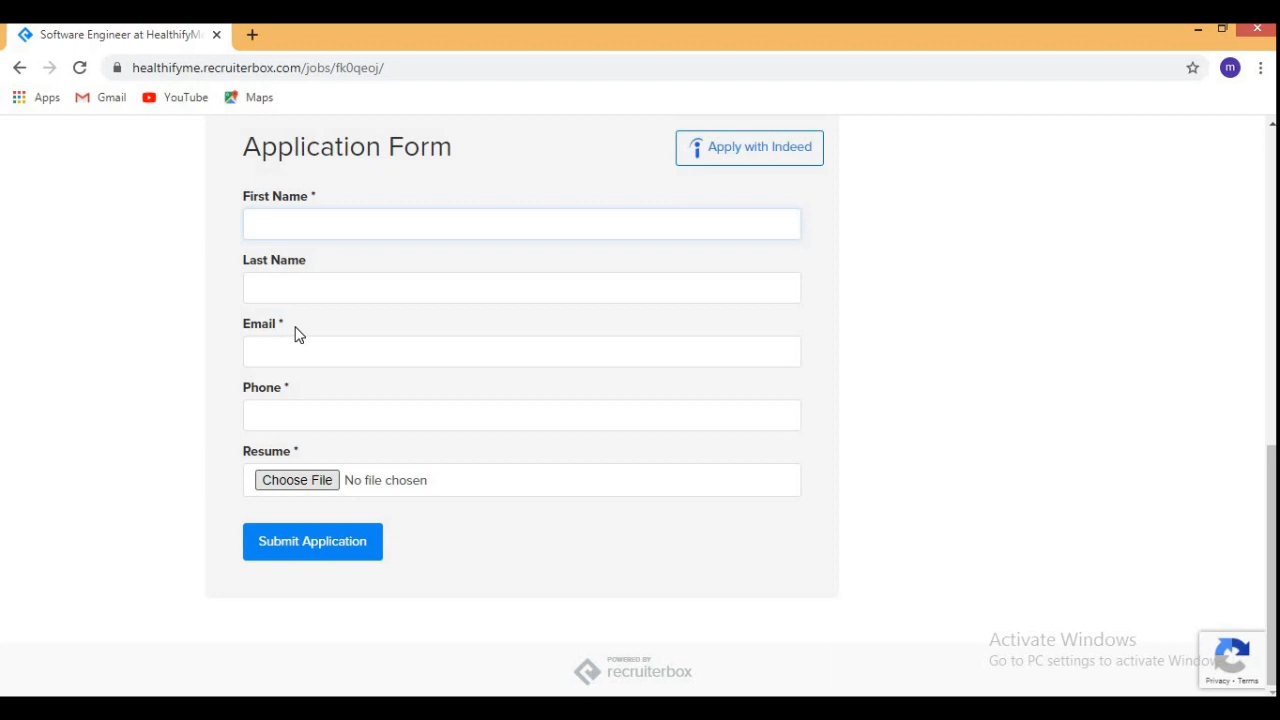 Software Engineer at HealthifyMe
healthifyme.recruiterbox.com/jobs/fk0qeoj/
m
Apps Gmail YouTube Maps
Application Form
Apply with Indeed
First Name *
Last Name
Email *
Phone *
Resume *
Choose File No file chosen
Submit Application
POWERED BY
recruiterbox
Activate Windows
Go to PC settings to activate Windows
Privacy - Terms